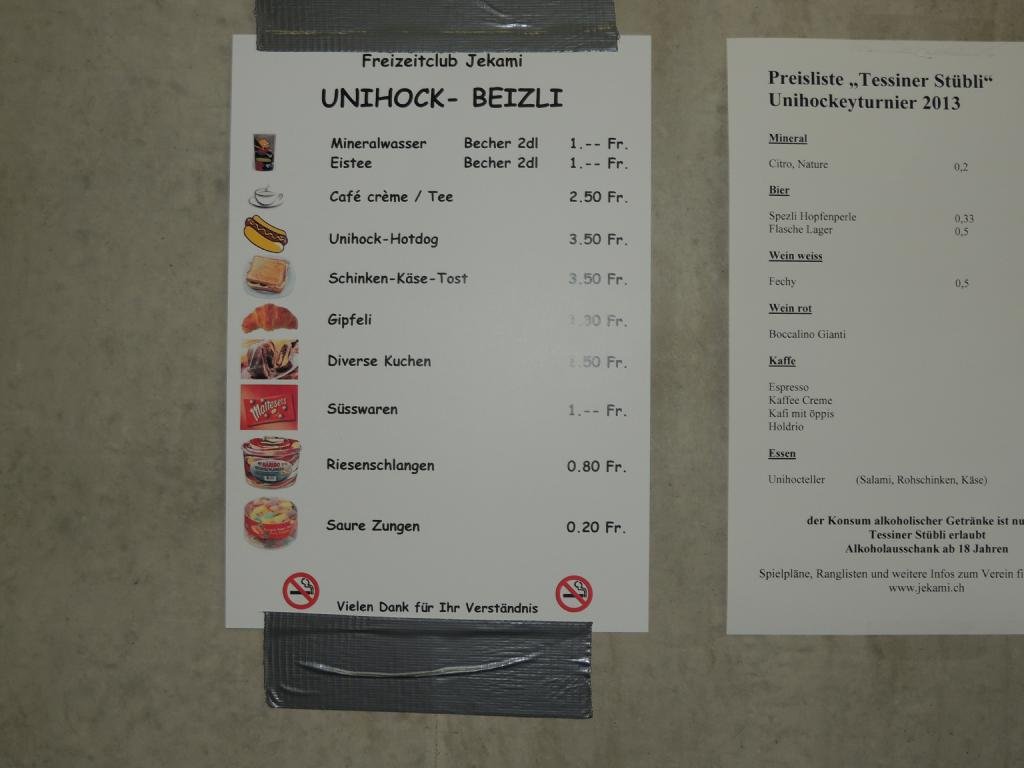 Freizeitclub Jekami
UNIHOCK- BEIZLI
Mineralwasser Becher 2dl 1.-- Fr.
Eistee Becher 2dl 1.-- Fr.
Café crème / Tee 2.50 Fr.
Unihock-Hotdog 3.50 Fr.
Schinken-Käse-Tost 3.50 Fr.
Gipfeli Fr.
Diverse Kuchen Fr.
Maltesers
Süsswaren 1.-- Fr.
HARIBO
Riesenschlangen 0.80 Fr.
Saure Zungen 0.20 Fr.
Vielen Dank für Ihr Verständnis
Preisliste „Tessiner Stübli“
Unihockeyturnier 2013
Mineral
Citro, Nature 0,2
Bier
Spezli Hopfenperle 0,33
Flasche Lager 0,5
Wein weiss
Fechy 0,5
Wein rot
Boccalino Gianti
Kaffe
Espresso
Kaffee Creme
Kafi mit öppis
Holdrio
Essen
Unihocteller (Salami, Rohschinken, Käse)
der Konsum alkoholischer Getränke ist nu
Tessiner Stübli erlaubt
Alkoholausschank ab 18 Jahren
Spielpläne, Ranglisten und weitere Infos zum Verein fi
www.jekami.ch